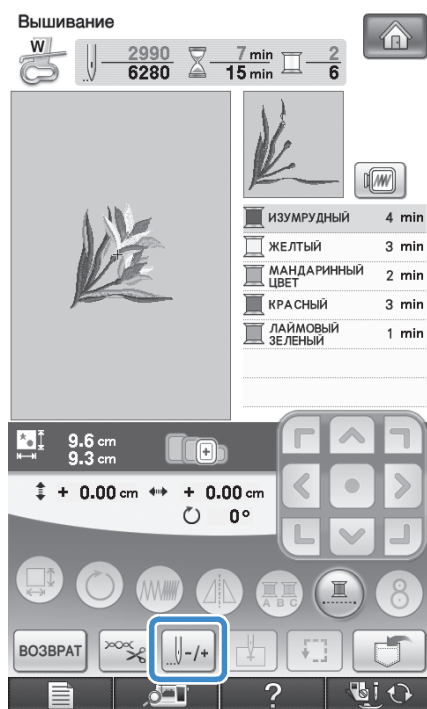 Вышивание
W
2990 7 min 2
6280 15 min 6
ИЗУМРУДНЫЙ 4 min
ЖЕЛТЫЙ 3 min
МАНДАРИННЫЙ ЦВЕТ 2 min
КРАСНЫЙ 3 min
ЛАЙМОВЫЙ ЗЕЛЕНЫЙ 1 min
9.6 cm
9.3 cm
+ 0.00 cm + 0.00 cm
0°
A B C
8
ВОЗВРАТ
-/+
?
i